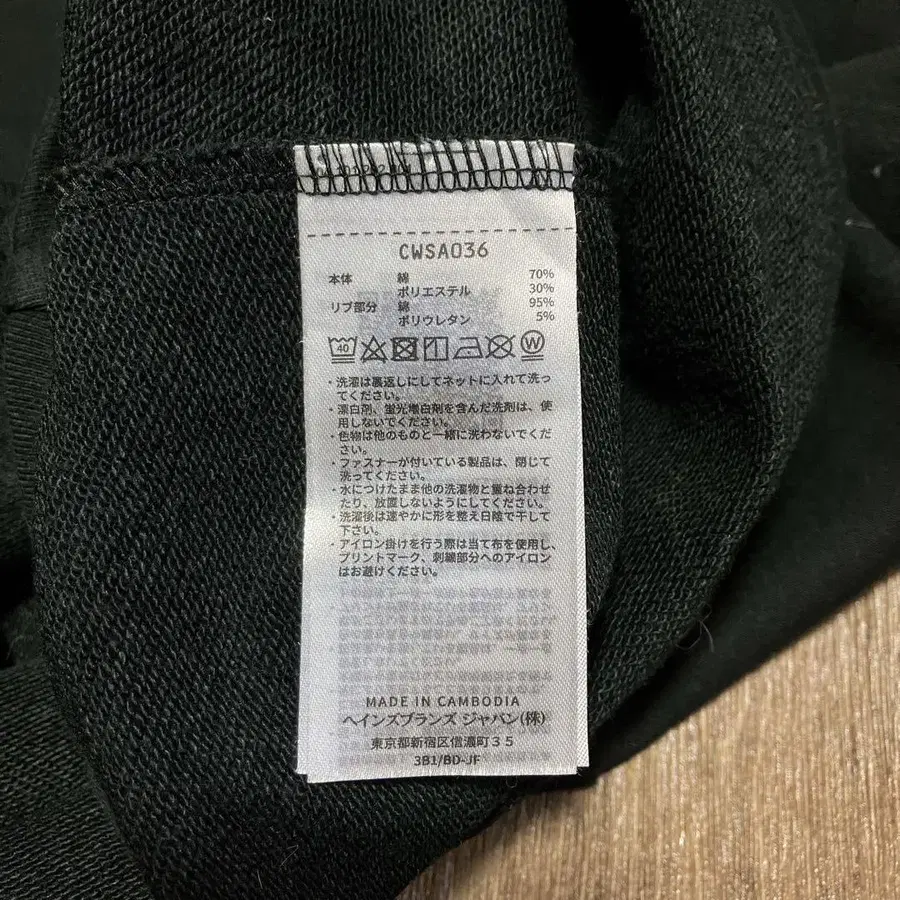 CWSA036
本体 綿 70%
ポリエステル 30%
リブ部分 綿 95%
ポリウレタン 5%
40 W
・洗濯は裏返しにしてネットに入れて洗っ
てください。
・漂白剤、蛍光増白剤を含んだ洗剤は、使
用しないでください。
・色物は他のものと一緒に洗わないでくだ
さい。
・ファスナーが付いている製品は、閉じて
洗ってください。
・水につけたまま他の洗濯物と重ね合わせ
たり、放置しないようにしてください。
・洗濯後は速やかに形を整え日陰で干して
下さい。
・アイロン掛けを行う際は当て布を使用し、
プリントマーク、刺繍部分へのアイロン
はお避けください。
MADE IN CAMBODIA
ヘインズブランズ ジャパン(株)
東京都新宿区信濃町３５
3B1/BD-JF